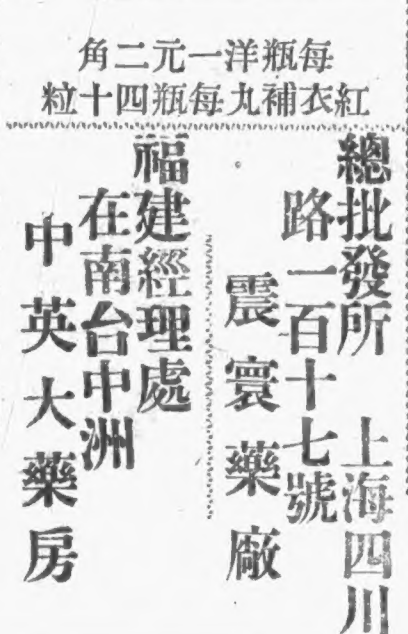 每瓶洋一元二角
紅衣補丸每瓶四十粒
總批發所 上海四川
路一百十七號
震寰藥廠
福建經理處
在南台中洲
中英大藥房